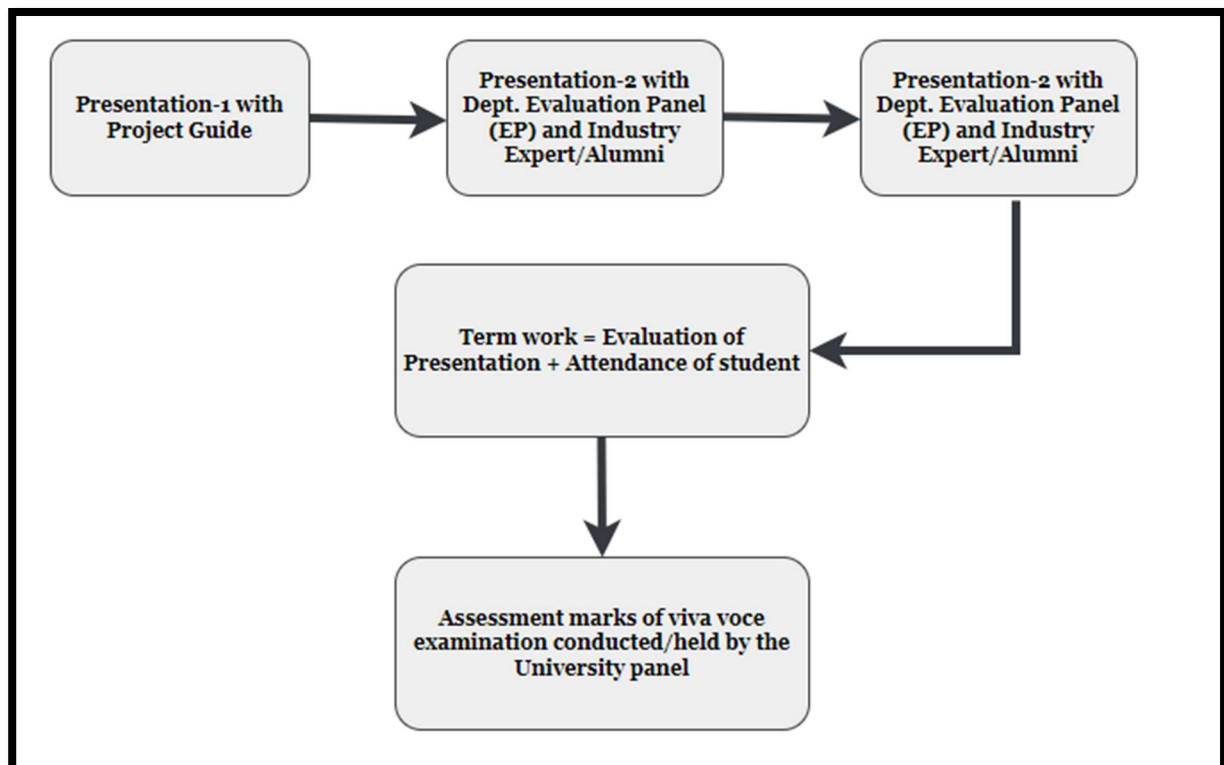 Presentation-1 with
Project Guide
Presentation-2 with
Dept. Evaluation Panel
(EP) and Industry
Expert/Alumni
Presentation-2 with
Dept. Evaluation Panel
(EP) and Industry
Expert/Alumni
Term work = Evaluation of
Presentation + Attendance of student
Assessment marks of viva voce
examination conducted/held by the
University panel